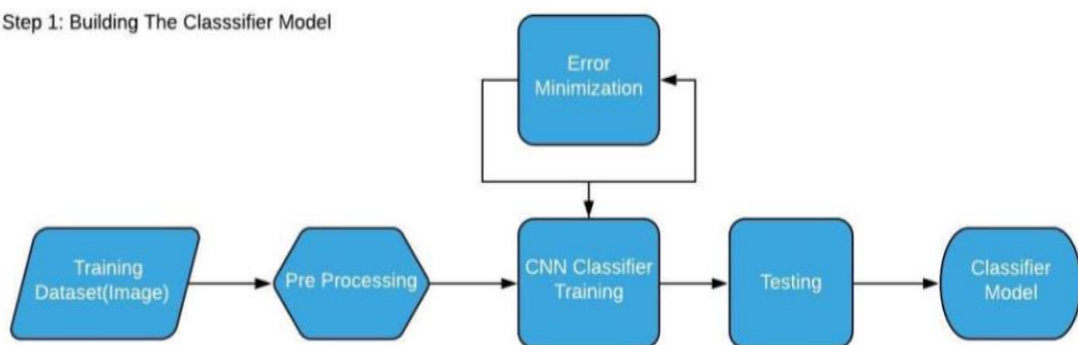 Step 1: Building The Classsifier Model
Error
Minimization
Training
Dataset(Image)
Pre Processing
CNN Classifier
Training
Testing
Classifier
Model